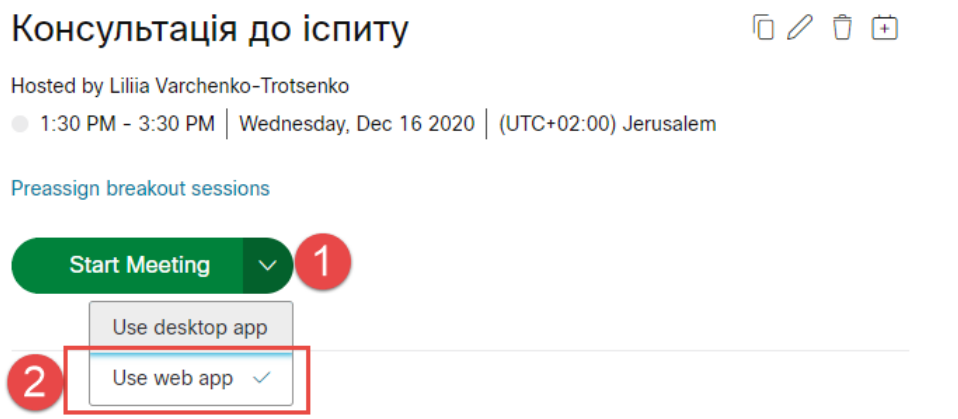 Консультація до іспиту
Hosted by Liliia Varchenko-Trotsenko
1:30 PM - 3:30 PM | Wednesday, Dec 16 2020 | (UTC+02:00) Jerusalem
Preassign breakout sessions
Start Meeting
1
Use desktop app
2
Use web app